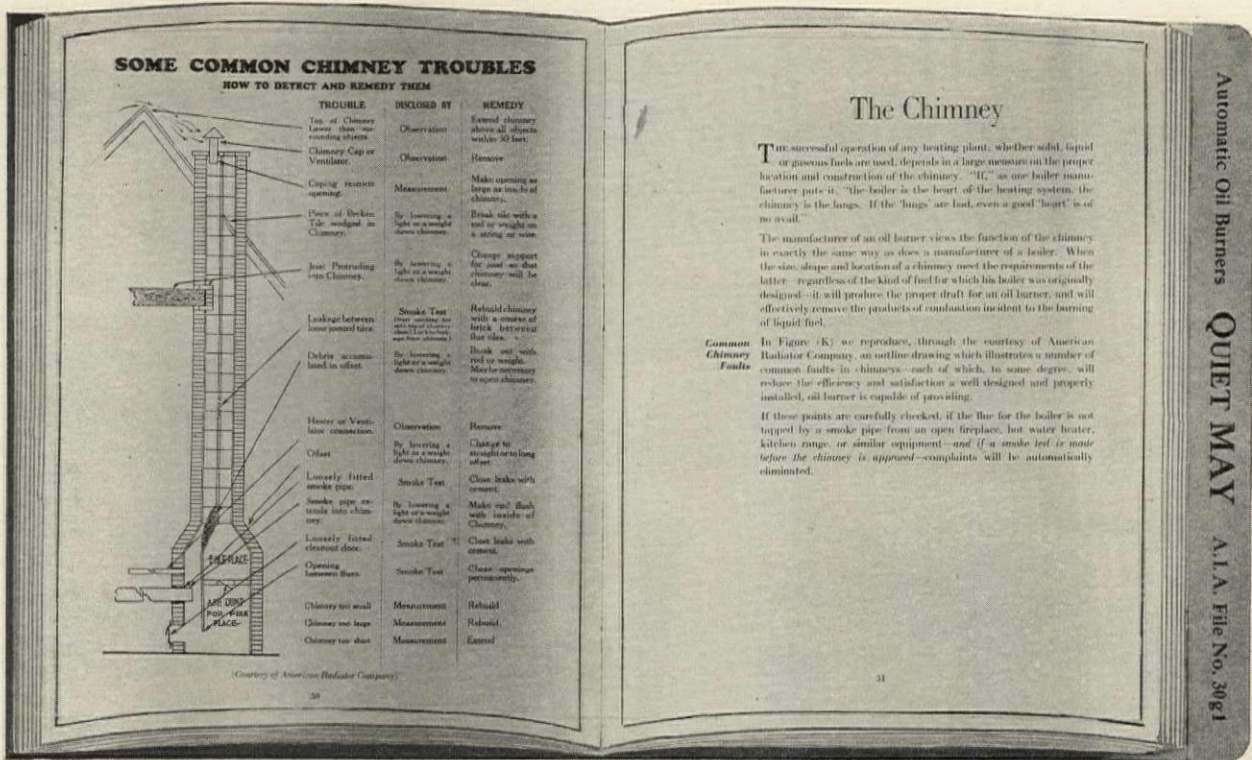 SOME COMMON CHIMNEY TROUBLES
HOW TO DETECT AND REMEDY THEM
TROUBLE DISCLOSED BY REMEDY
Top of Chimney Lower than sur-rounding objects. Observation Extend chimney above all objects within 30 feet.
Chimney Cap or Ventilator. Observation Remove
Coping restricts opening. Measurement Make opening as large as inside of chimney.
Piece of Broken Tile wedged in Chimney. By lowering a light or a weight down chimney. Break tile with a rod or weight on a string or wire.
Joist Protruding into Chimney. By lowering a light or a weight down chimney. Change support for joist so that chimney will be clear.
Leakage between loose jointed tiles. Smoke Test Rebuild chimney with a course of brick between flue tiles.
Debris accumu-lated in offset. By lowering a light or a weight down chimney. Break out with rod or weight. May be necessary to open chimney.
Heater or Venti-lator connection. Observation Remove
Offset By lowering a light or a weight down chimney. Change to straight or to long offset.
Loosely fitted smoke pipe. Smoke Test Close leaks with cement.
Smoke pipe ex-tends into chim-ney. By lowering a light or a weight down chimney. Make end flush with inside of Chimney.
Loosely fitted cleanout door. Smoke Test Close leaks with cement.
Opening between flues. Smoke Test Close openings permanently.
Chimney too small Measurement Rebuild
Chimney too large Measurement Rebuild.
Chimney too short Measurement Extend
FIRE PLACE
ASH DUMP
FOR FIRE
PLACE
(Courtesy of American Radiator Company)
30
The Chimney
THE successful operation of any heating plant, whether solid, liquid
or gaseous fuels are used, depends in a large measure on the proper
location and construction of the chimney. "If," as one boiler manu-
facturer puts it, "the boiler is the heart of the heating system, the
chimney is the lungs. If the 'lungs' are bad, even a good 'heart' is of
no avail."
The manufacturer of an oil burner views the function of the chimney
in exactly the same way as does a manufacturer of a boiler. When
the size, shape and location of a chimney meet the requirements of the
latter—regardless of the kind of fuel for which his boiler was originally
designed—it will produce the proper draft for an oil burner, and will
effectively remove the products of combustion incident to the burning
of liquid fuel.
Common
Chimney
Faults
In Figure (K) we reproduce, through the courtesy of American
Radiator Company, an outline drawing which illustrates a number of
common faults in chimneys—each of which, to some degree, will
reduce the efficiency and satisfaction a well designed and properly
installed, oil burner is capable of providing.
If these points are carefully checked, if the flue for the boiler is not
tapped by a smoke pipe from an open fireplace, hot water heater,
kitchen range, or similar equipment—and if a smoke test is made
before the chimney is approved—complaints will be automatically
eliminated.
31
Automatic Oil Burners QUIET MAY A.I.A. File No. 30g1